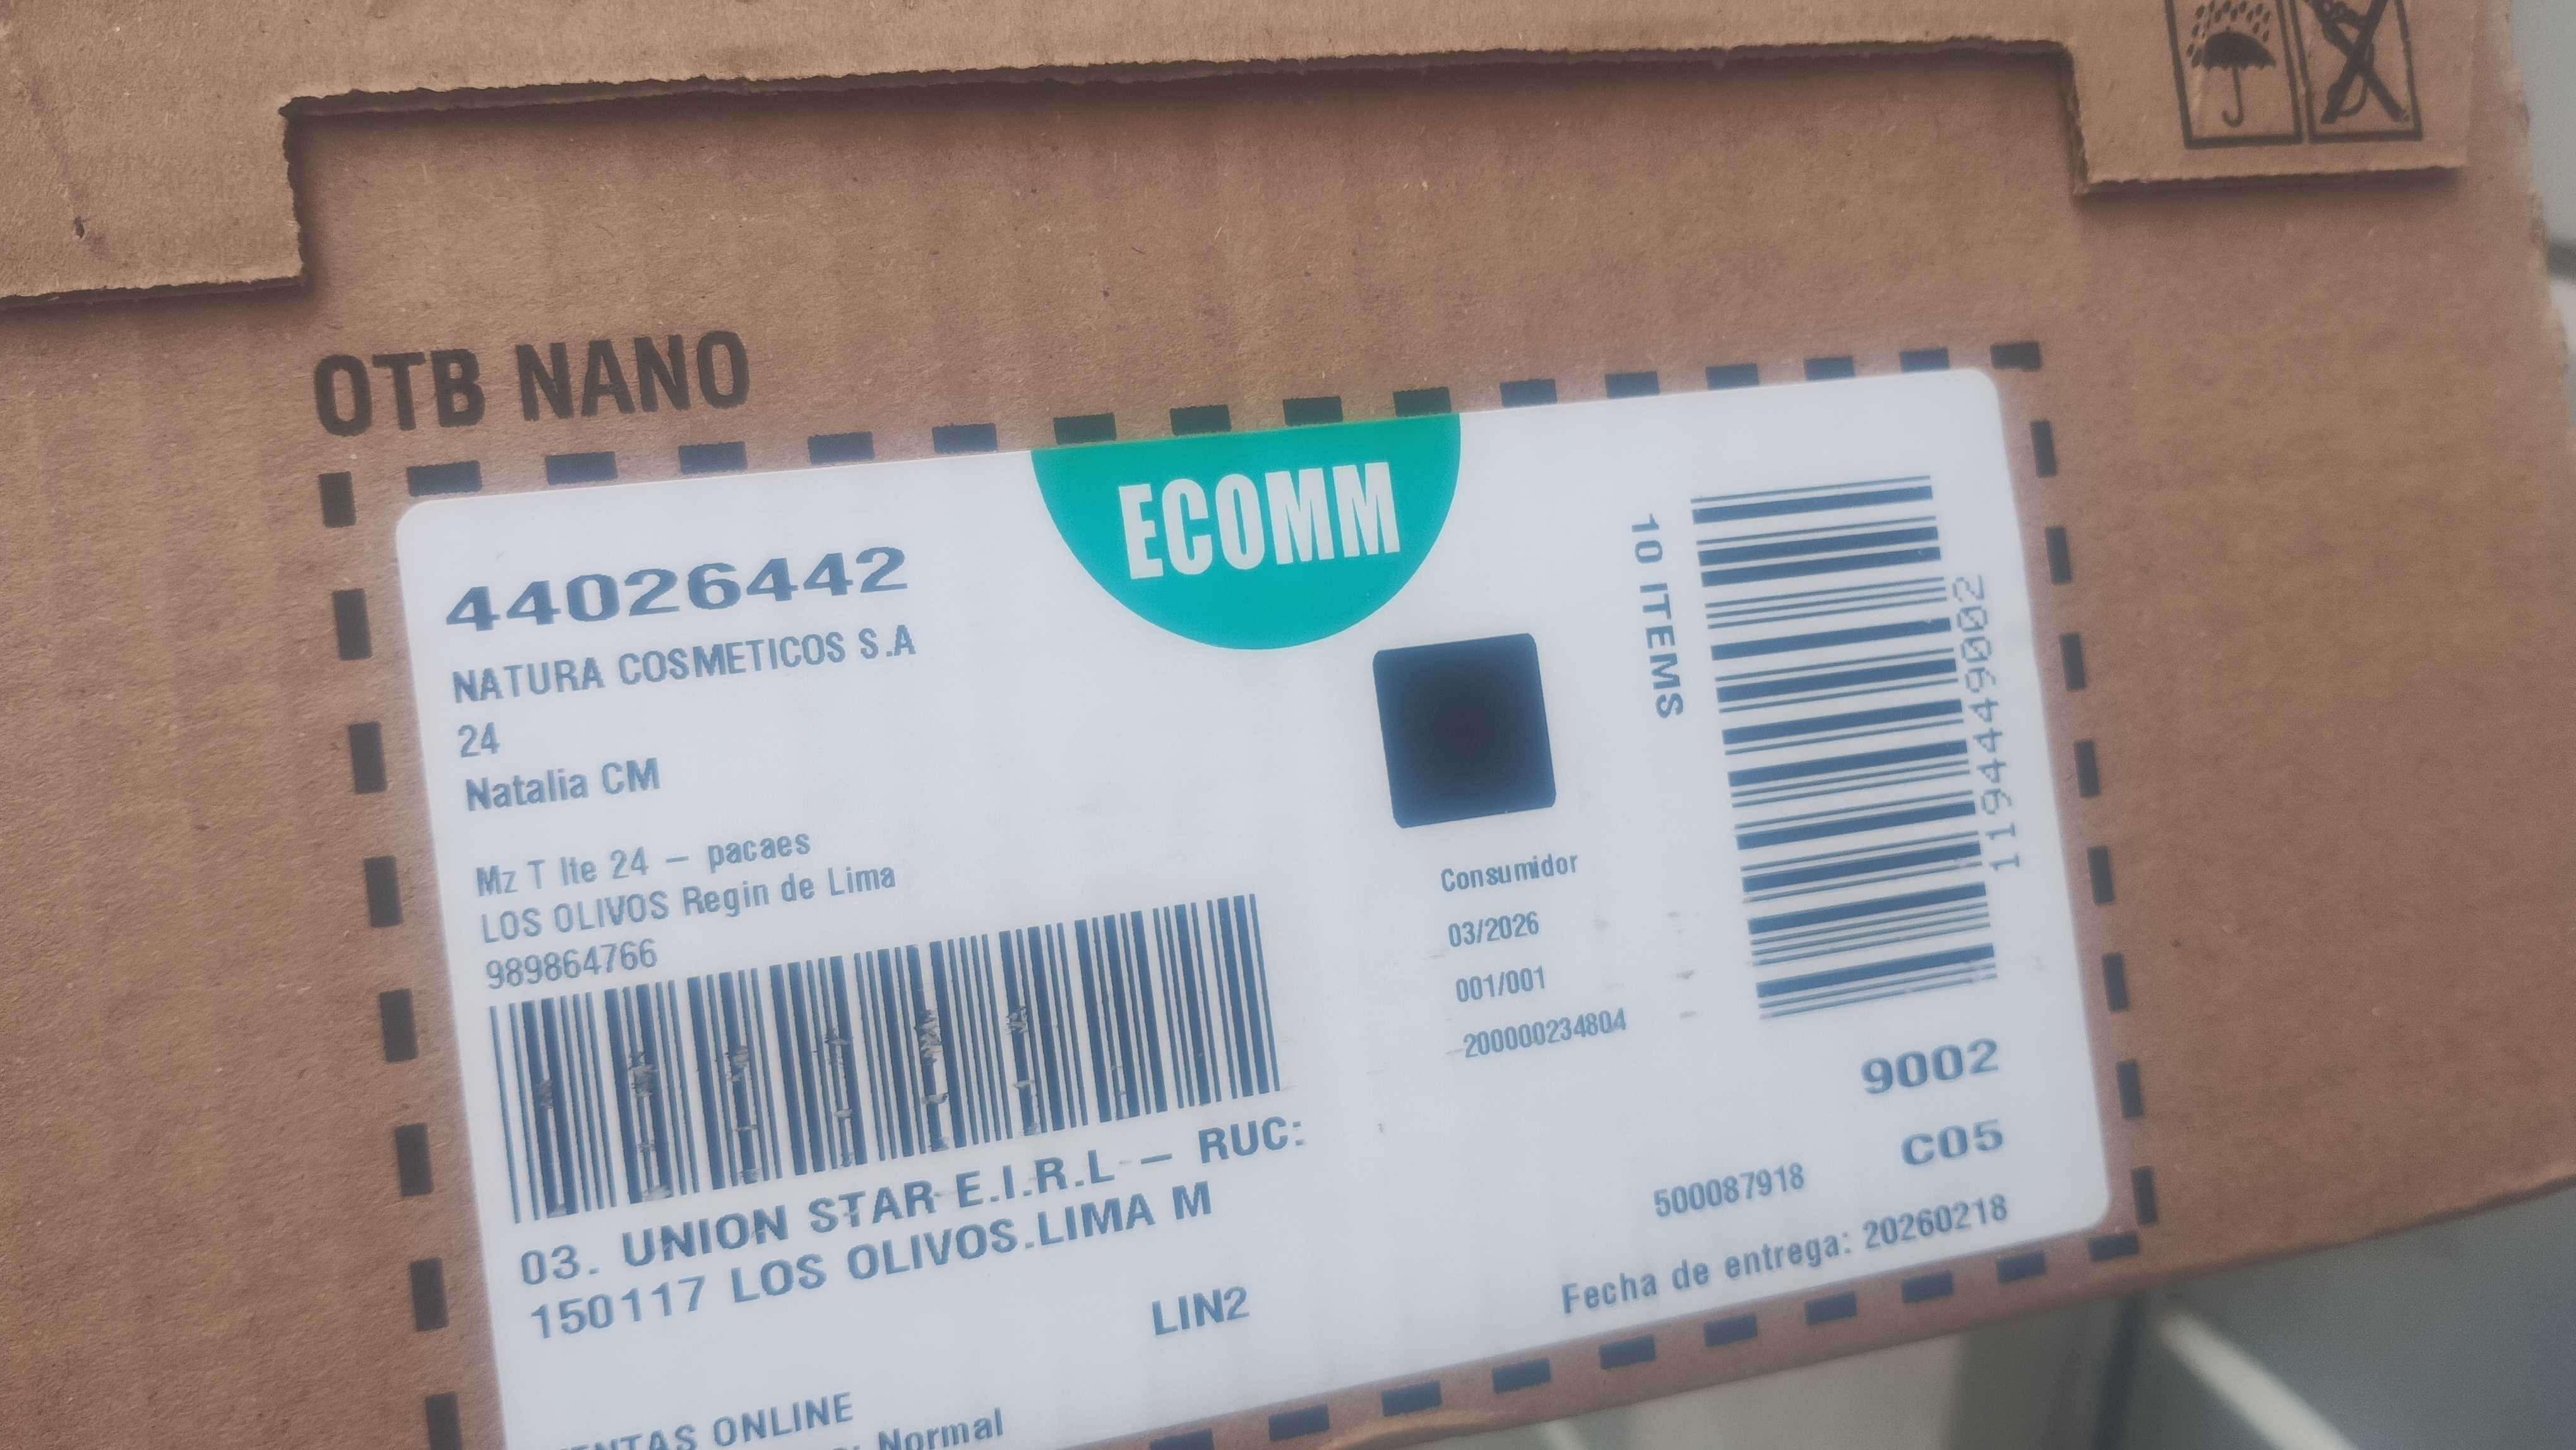 OTB NANO
ECOMM
44026442
NATURA COSMETICOS S.A
24
Natalia CM
Mz T lte 24 – pacaes
LOS OLIVOS Regin de Lima
989864766
03. UNION STAR E.I.R.L – RUC:
150117 LOS OLIVOS.LIMA M
LIN2
ONLINE
Normal
10 ITEMS
11944449002
Consumidor
03/2026
001/001
200000234804
9002
C05
500087918
Fecha de entrega: 20260218